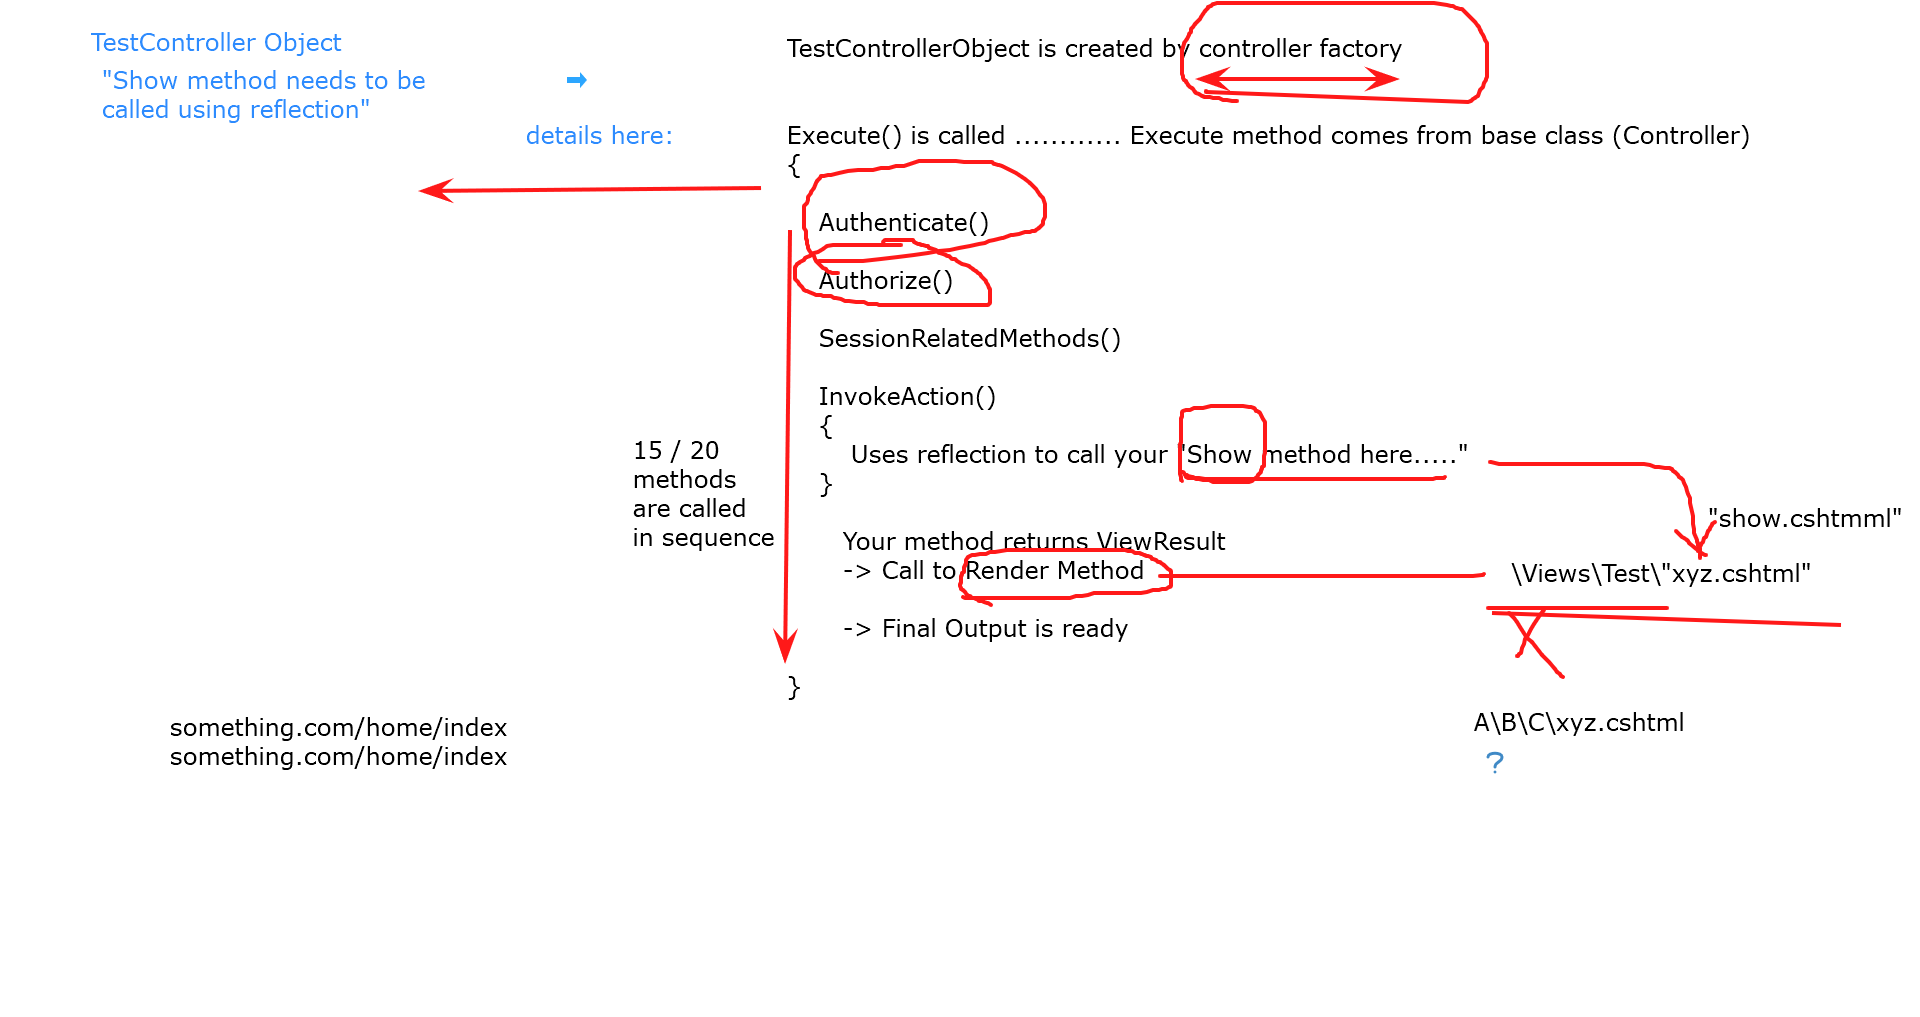 TestController Object
"Show method needs to be
called using reflection"
TestControllerObject is created by controller factory
details here:
Execute() is called ............ Execute method comes from base class (Controller)
{
Authenticate()
Authorize()
SessionRelatedMethods()
InvokeAction()
{
Uses reflection to call your "Show method here....."
}
15 / 20
methods
are called
in sequence
"show.cshtmml"
Your method returns ViewResult
-> Call to Render Method
\Views\Test\"xyz.cshtml"
-> Final Output is ready
}
something.com/home/index
something.com/home/index
A\B\C\xyz.cshtml
?